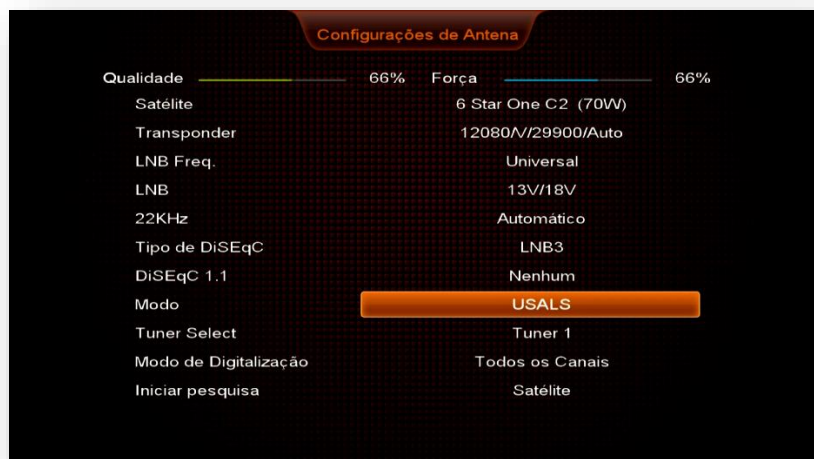 Configurações de Antena
Qualidade 66% Força 66%
Satélite 6 Star One C2 (70W)
Transponder 12080/V/29900/Auto
LNB Freq. Universal
LNB 13V/18V
22KHz Automático
Tipo de DiSEqC LNB3
DiSEqC 1.1 Nenhum
Modo USALS
Tuner Select Tuner 1
Modo de Digitalização Todos os Canais
Iniciar pesquisa Satélite